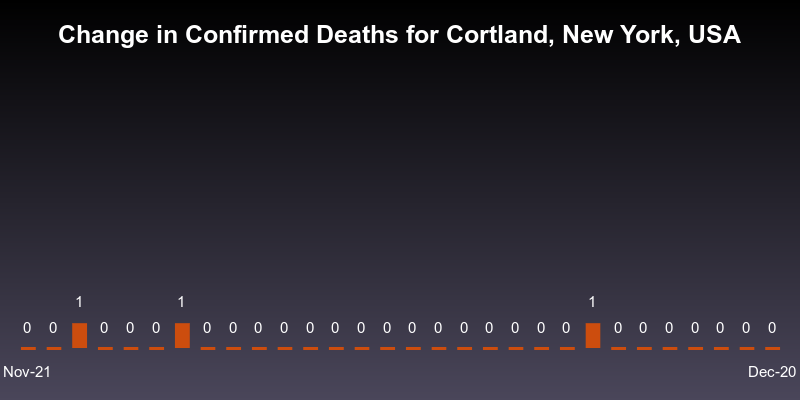 Change in Confirmed Deaths for Cortland, New York, USA
1 1 1
0 0 0 0 0 0 0 0 0 0 0 0 0 0 0 0 0 0 0 0 0 0 0 0 0 0 0
Nov-21 Dec-20